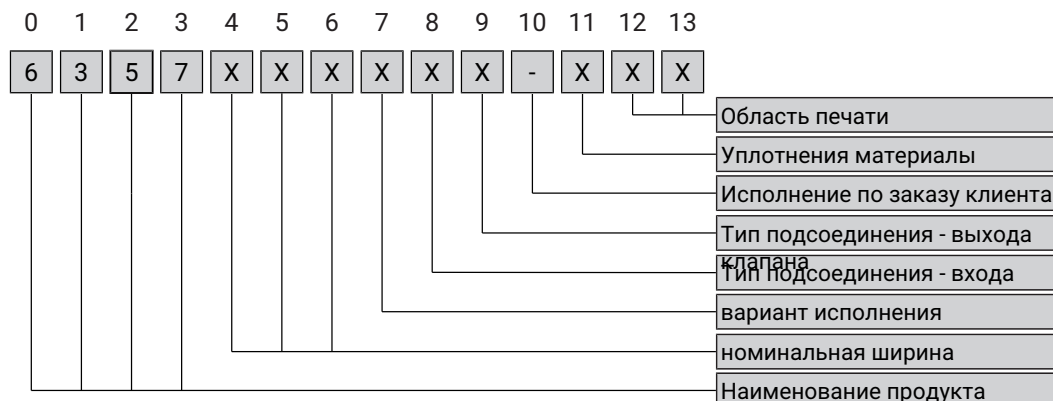 0 1 2 3 4 5 6 7 8 9 10 11 12 13
6 3 5 7 X X X X X X - X X X
Область печати
Уплотнения материалы
Исполнение по заказу клиента
Тип подсоединения - выхода
клапана
Тип подсоединения - входа
вариант исполнения
номинальная ширина
Наименование продукта